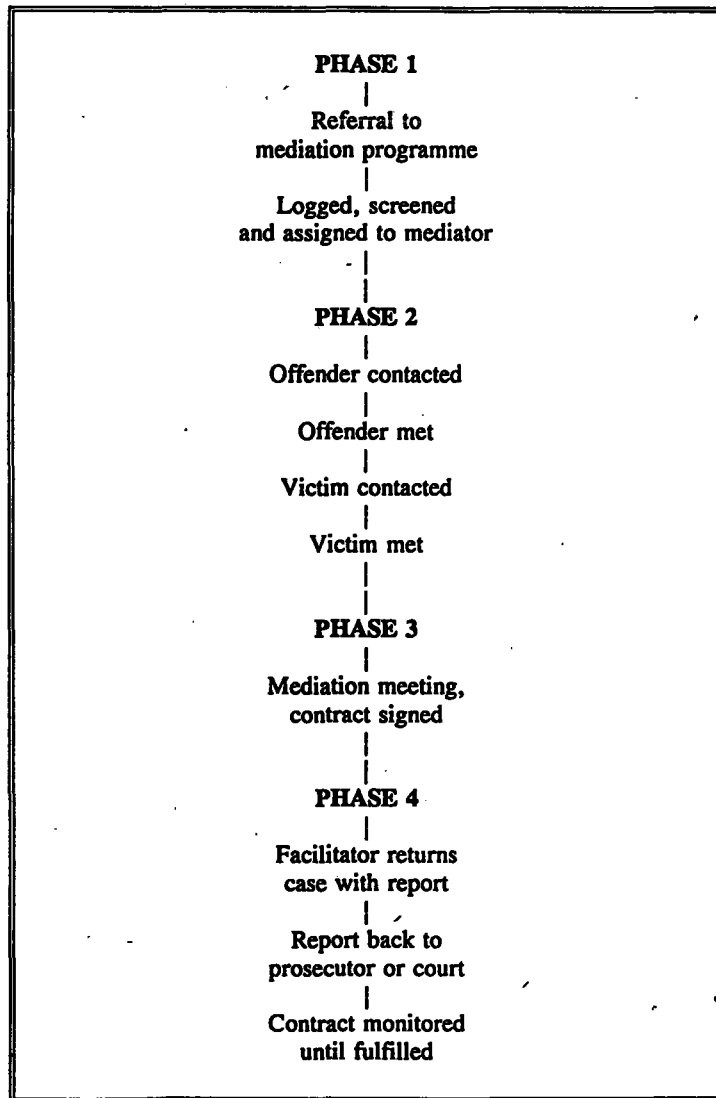 PHASE 1
Referral to
mediation programme
Logged, screened
and assigned to mediator
PHASE 2
Offender contacted
Offender met
Victim contacted
Victim met
PHASE 3
Mediation meeting,
contract signed
PHASE 4
Facilitator returns
case with report
Report back to
prosecutor or court
Contract monitored
until fulfilled